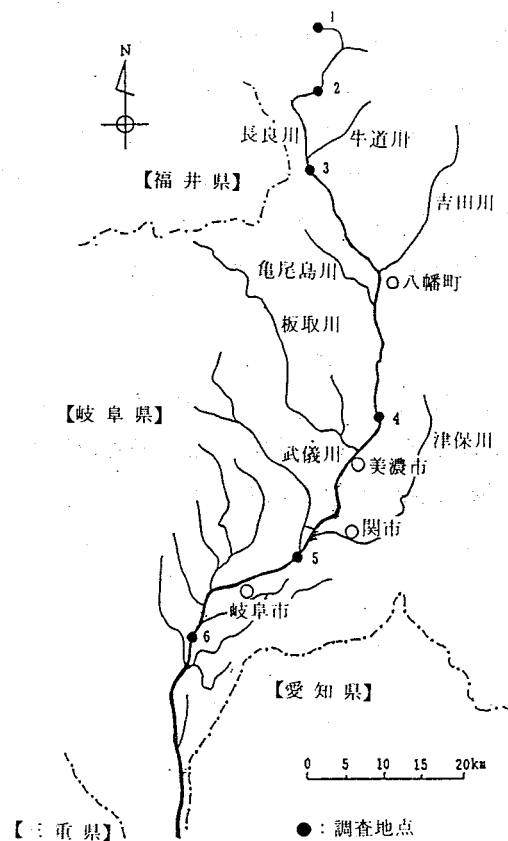 1
N
2
長良川
牛道川
3
【福井県】
吉田川
亀尾島川
八幡町
板取川
【岐阜県】
4
津保川
武儀川
美濃市
関市
5
岐阜市
6
【愛知県】
0 5 10 15 20km
【三重県】
●：調査地点